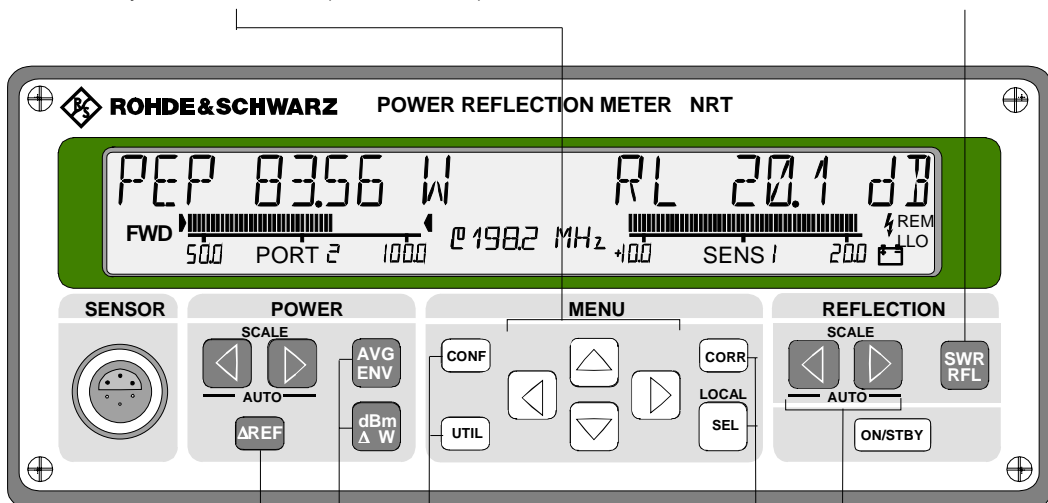 ROHDE&SCHWARZ POWER REFLECTION METER NRT
PEP 83.56 W RL 20.1 dB
FWD 50.0 PORT 2 100.0 @198.2 MHz +10.0 SENS 1 20.0 REM
LLO
SENSOR POWER MENU REFLECTION
SCALE SCALE
AVG
ENV
CONF
CORR
SWR
RFL
AUTO
AUTO
LOCAL
ΔREF
dBm
Δ W
UTIL
SEL
ON/STBY